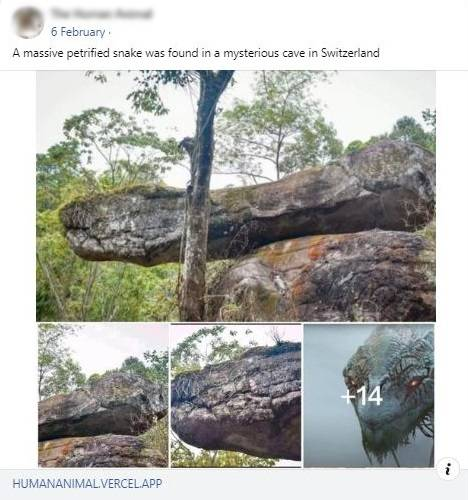 6 February ·
A massive petrified snake was found in a mysterious cave in Switzerland
+14
HUMANANIMAL.VERCEL.APP